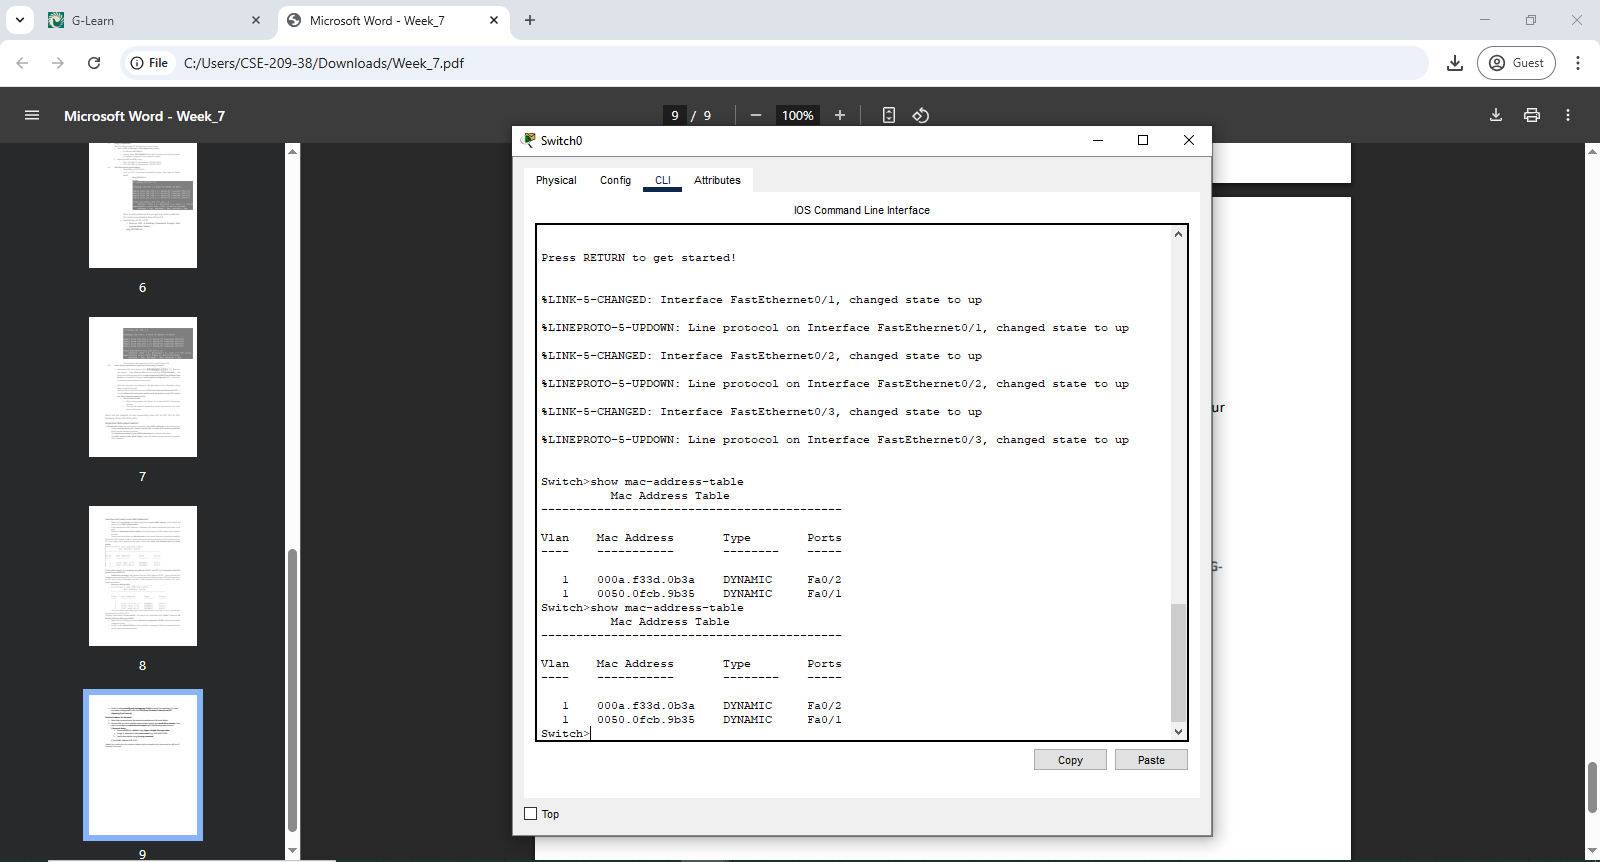 G-Learn
Microsoft Word - Week_7
File
C:/Users/CSE-209-38/Downloads/Week_7.pdf
Guest
Microsoft Word - Week_7
9 / 9
100%
6
7
8
9
Switch0
Physical Config CLI Attributes
IOS Command Line Interface
Press RETURN to get started!
%LINK-5-CHANGED: Interface FastEthernet0/1, changed state to up
%LINEPROTO-5-UPDOWN: Line protocol on Interface FastEthernet0/1, changed state to up
%LINK-5-CHANGED: Interface FastEthernet0/2, changed state to up
%LINEPROTO-5-UPDOWN: Line protocol on Interface FastEthernet0/2, changed state to up
%LINK-5-CHANGED: Interface FastEthernet0/3, changed state to up
%LINEPROTO-5-UPDOWN: Line protocol on Interface FastEthernet0/3, changed state to up
Switch>show mac-address-table
Mac Address Table
-------------------------------------------
Vlan Mac Address Type Ports
---- ----------- -------- -----
1 000a.f33d.0b3a DYNAMIC Fa0/2
1 0050.0fcb.9b35 DYNAMIC Fa0/1
Switch>show mac-address-table
Mac Address Table
-------------------------------------------
Vlan Mac Address Type Ports
---- ----------- -------- -----
1 000a.f33d.0b3a DYNAMIC Fa0/2
1 0050.0fcb.9b35 DYNAMIC Fa0/1
Switch>
Copy Paste
Top
ur
G-